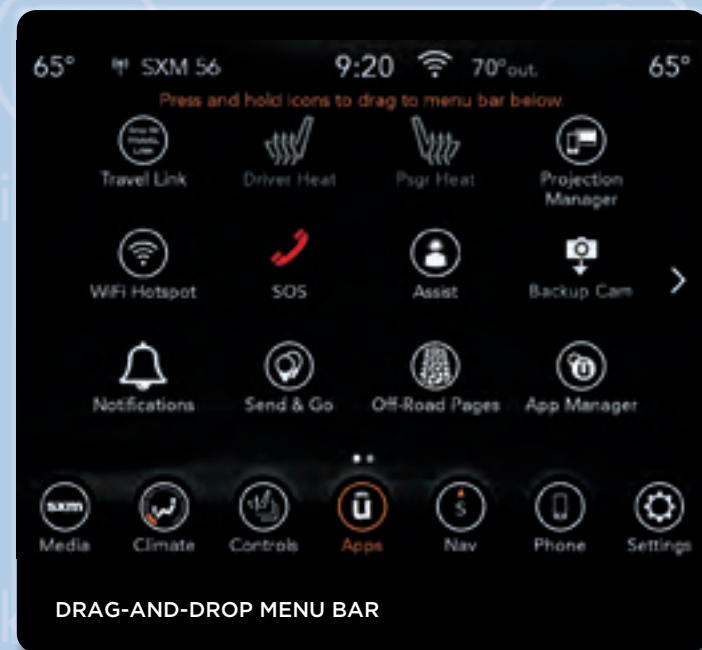 65° SXM 56 9:20 70°out. 65°
Press and hold icons to drag to menu bar below.
Travel Link Driver Heat Psgr Heat Projection
Manager
WiFi Hotspot SOS Assist Backup Cam
Notifications Send & Go Off-Road Pages App Manager
sxm ū S
Media Climate Controls Apps Nav Phone Settings
DRAG-AND-DROP MENU BAR